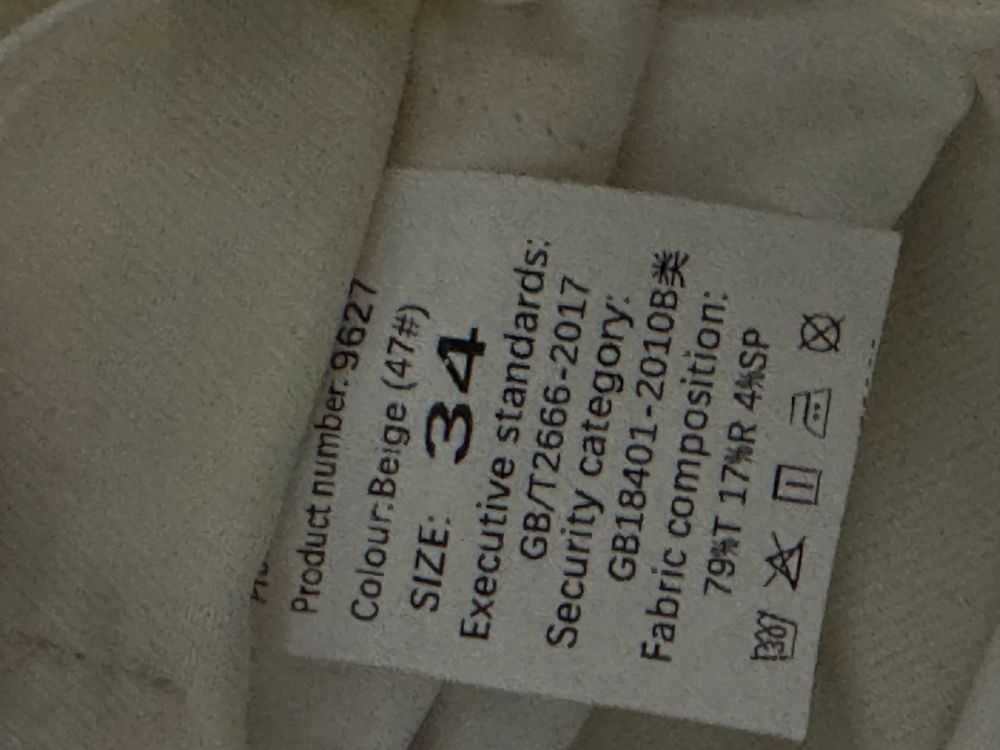 Product number: 9627
Colour:Beige (47#)
SIZE: 34
Executive standards:
GB/T2666-2017
Security category:
GB18401-2010B类
Fabric composition:
79%T 17%R 4%SP
30